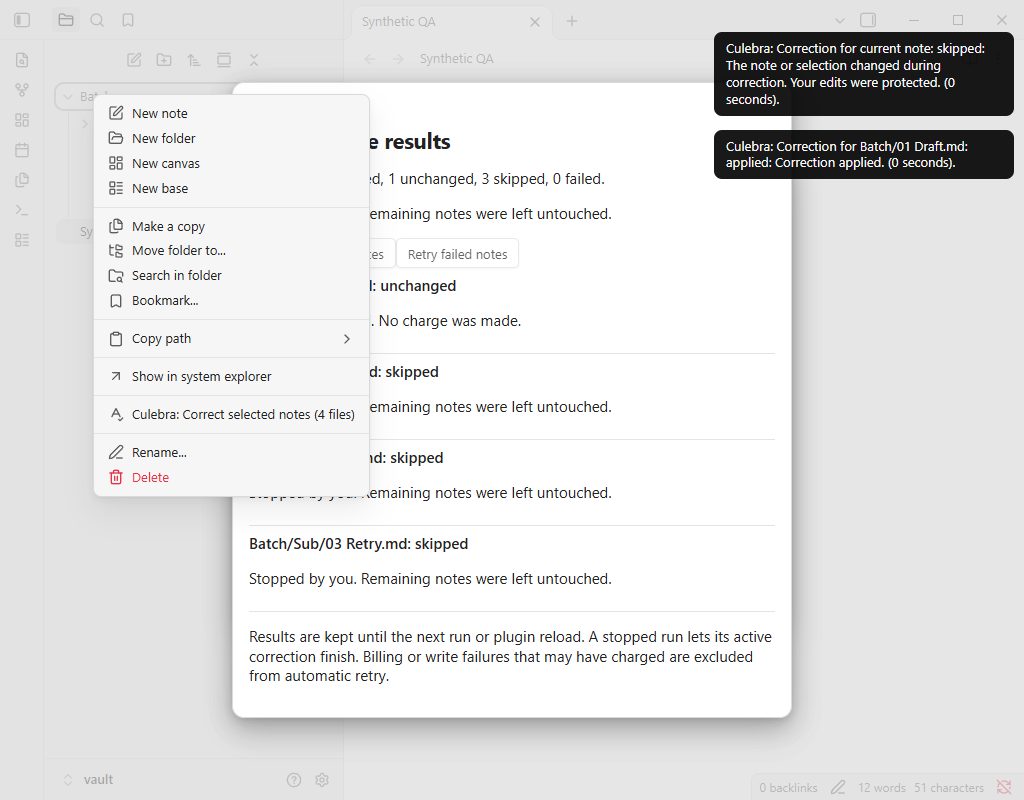 Synthetic QA
Synthetic QA
Culebra: Correction for current note: skipped:
The note or selection changed during
correction. Your edits were protected. (0
seconds).
Culebra: Correction for Batch/01 Draft.md:
applied: Correction applied. (0 seconds).
New note
New folder
New canvas
New base
Make a copy
Move folder to...
Search in folder
Bookmark...
Copy path
Show in system explorer
Culebra: Correct selected notes (4 files)
Rename...
Delete
results
1 unchanged, 3 skipped, 0 failed.
Remaining notes were left untouched.
Retry failed notes
unchanged
No charge was made.
skipped
Remaining notes were left untouched.
skipped
Stopped by you. Remaining notes were left untouched.
Batch/Sub/03 Retry.md: skipped
Stopped by you. Remaining notes were left untouched.
Results are kept until the next run or plugin reload. A stopped run lets its active
correction finish. Billing or write failures that may have charged are excluded
from automatic retry.
vault
0 backlinks
12 words
51 characters